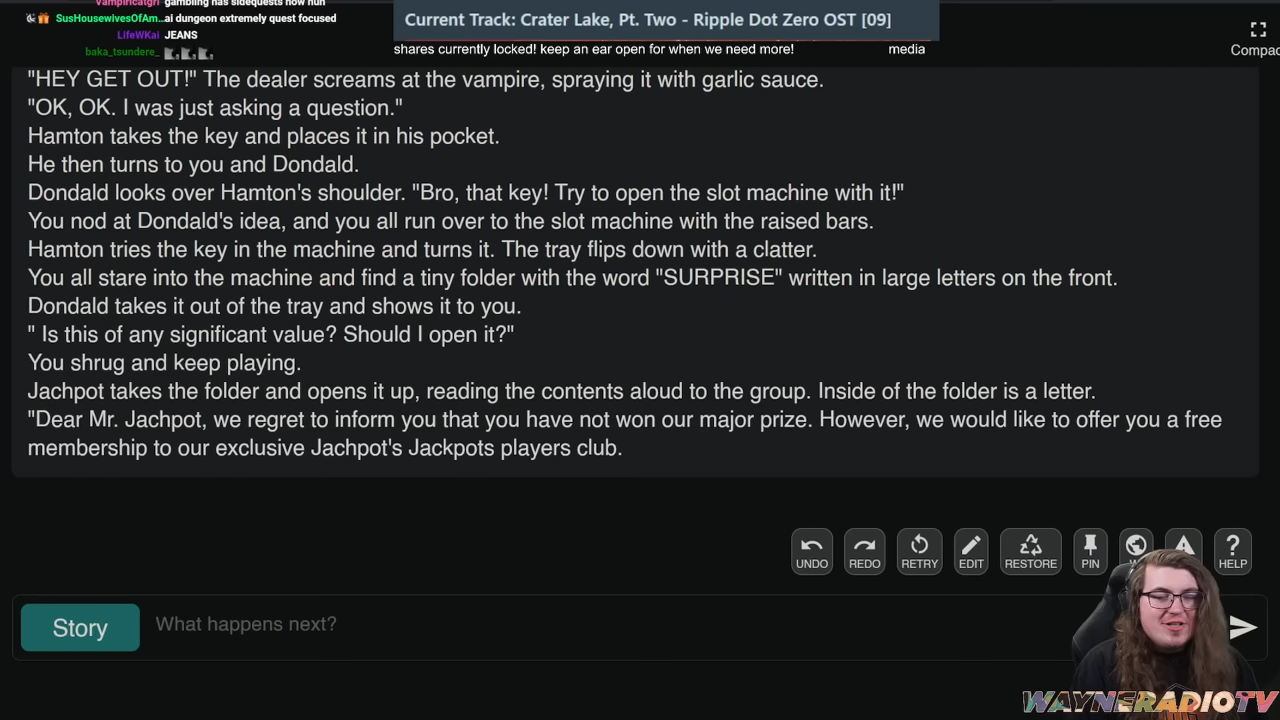 Vampiricatgrl gambling has sidequests now huh
SusHousewivesOfAm… ai dungeon extremely quest focused
LifeWKai JEANS
baka_tsundere_
Current Track: Crater Lake, Pt. Two - Ripple Dot Zero OST [09]
shares currently locked! keep an ear open for when we need more! media
Compac
"HEY GET OUT!" The dealer screams at the vampire, spraying it with garlic sauce.
"OK, OK. I was just asking a question."
Hamton takes the key and places it in his pocket.
He then turns to you and Dondald.
Dondald looks over Hamton's shoulder. "Bro, that key! Try to open the slot machine with it!"
You nod at Dondald's idea, and you all run over to the slot machine with the raised bars.
Hamton tries the key in the machine and turns it. The tray flips down with a clatter.
You all stare into the machine and find a tiny folder with the word "SURPRISE" written in large letters on the front.
Dondald takes it out of the tray and shows it to you.
" Is this of any significant value? Should I open it?"
You shrug and keep playing.
Jachpot takes the folder and opens it up, reading the contents aloud to the group. Inside of the folder is a letter.
"Dear Mr. Jachpot, we regret to inform you that you have not won our major prize. However, we would like to offer you a free
membership to our exclusive Jachpot's Jackpots players club.
UNDO REDO RETRY EDIT RESTORE PIN W HELP
Story What happens next?
WAYNERADIOTV